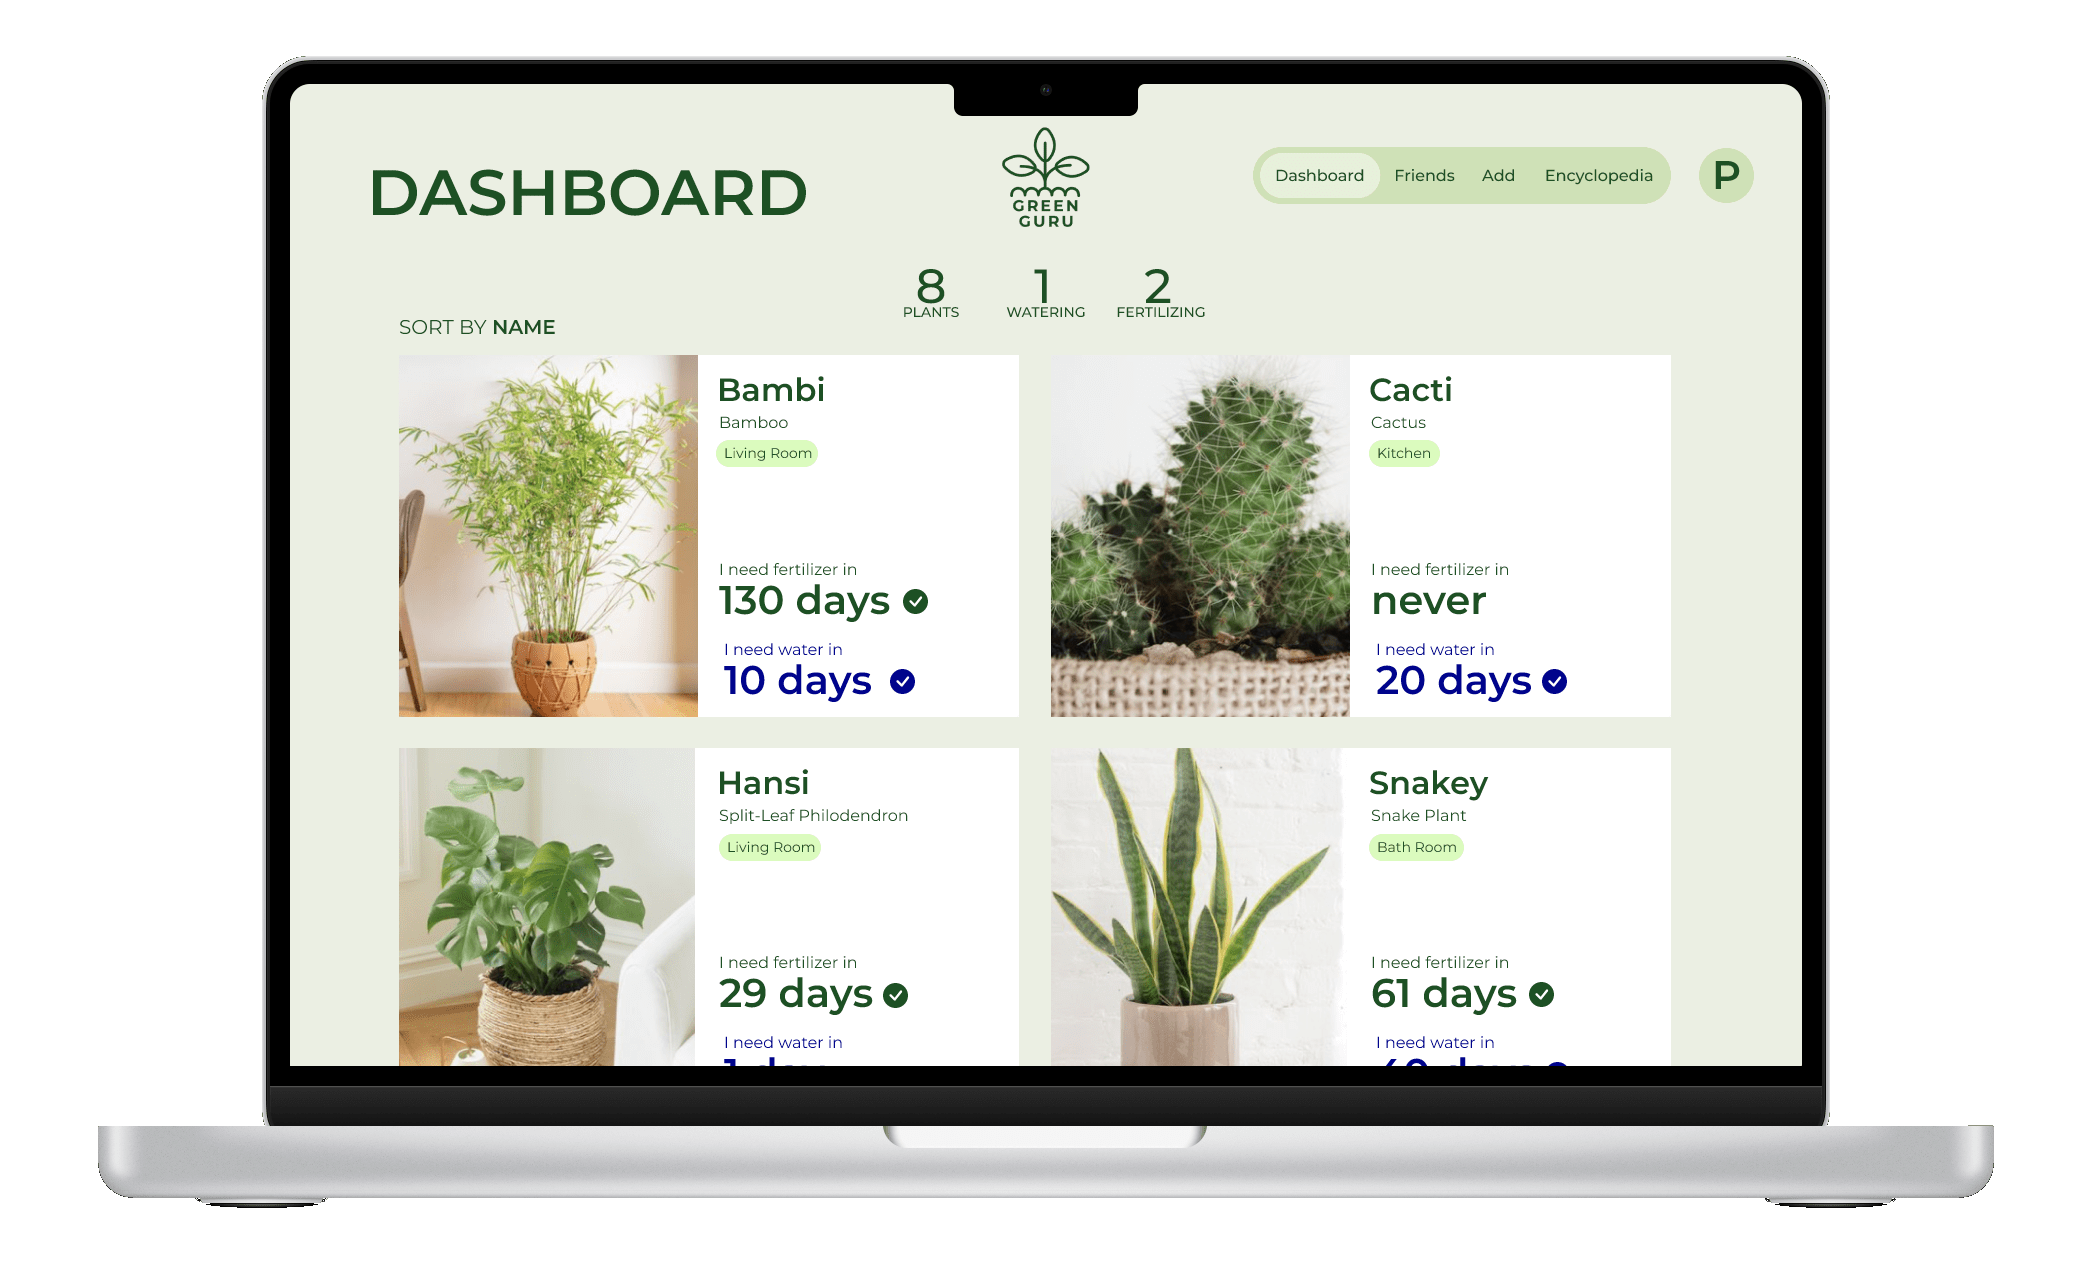 DASHBOARD
GREEN
GURU
Dashboard
Friends
Add
Encyclopedia
P
8
PLANTS
1
WATERING
2
FERTILIZING
SORT BY NAME
Bambi
Bamboo
Living Room
I need fertilizer in
130 days
I need water in
10 days
Cacti
Cactus
Kitchen
I need fertilizer in
never
I need water in
20 days
Hansi
Split-Leaf Philodendron
Living Room
I need fertilizer in
29 days
I need water in
1 day
Snakey
Snake Plant
Bath Room
I need fertilizer in
61 days
I need water in